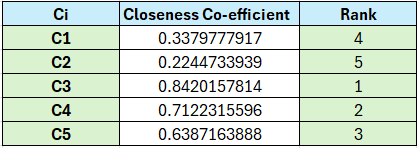 Ci Closeness Co-efficient Rank
C1 0.3379777917 4
C2 0.2244733939 5
C3 0.8420157814 1
C4 0.7122315596 2
C5 0.6387163888 3